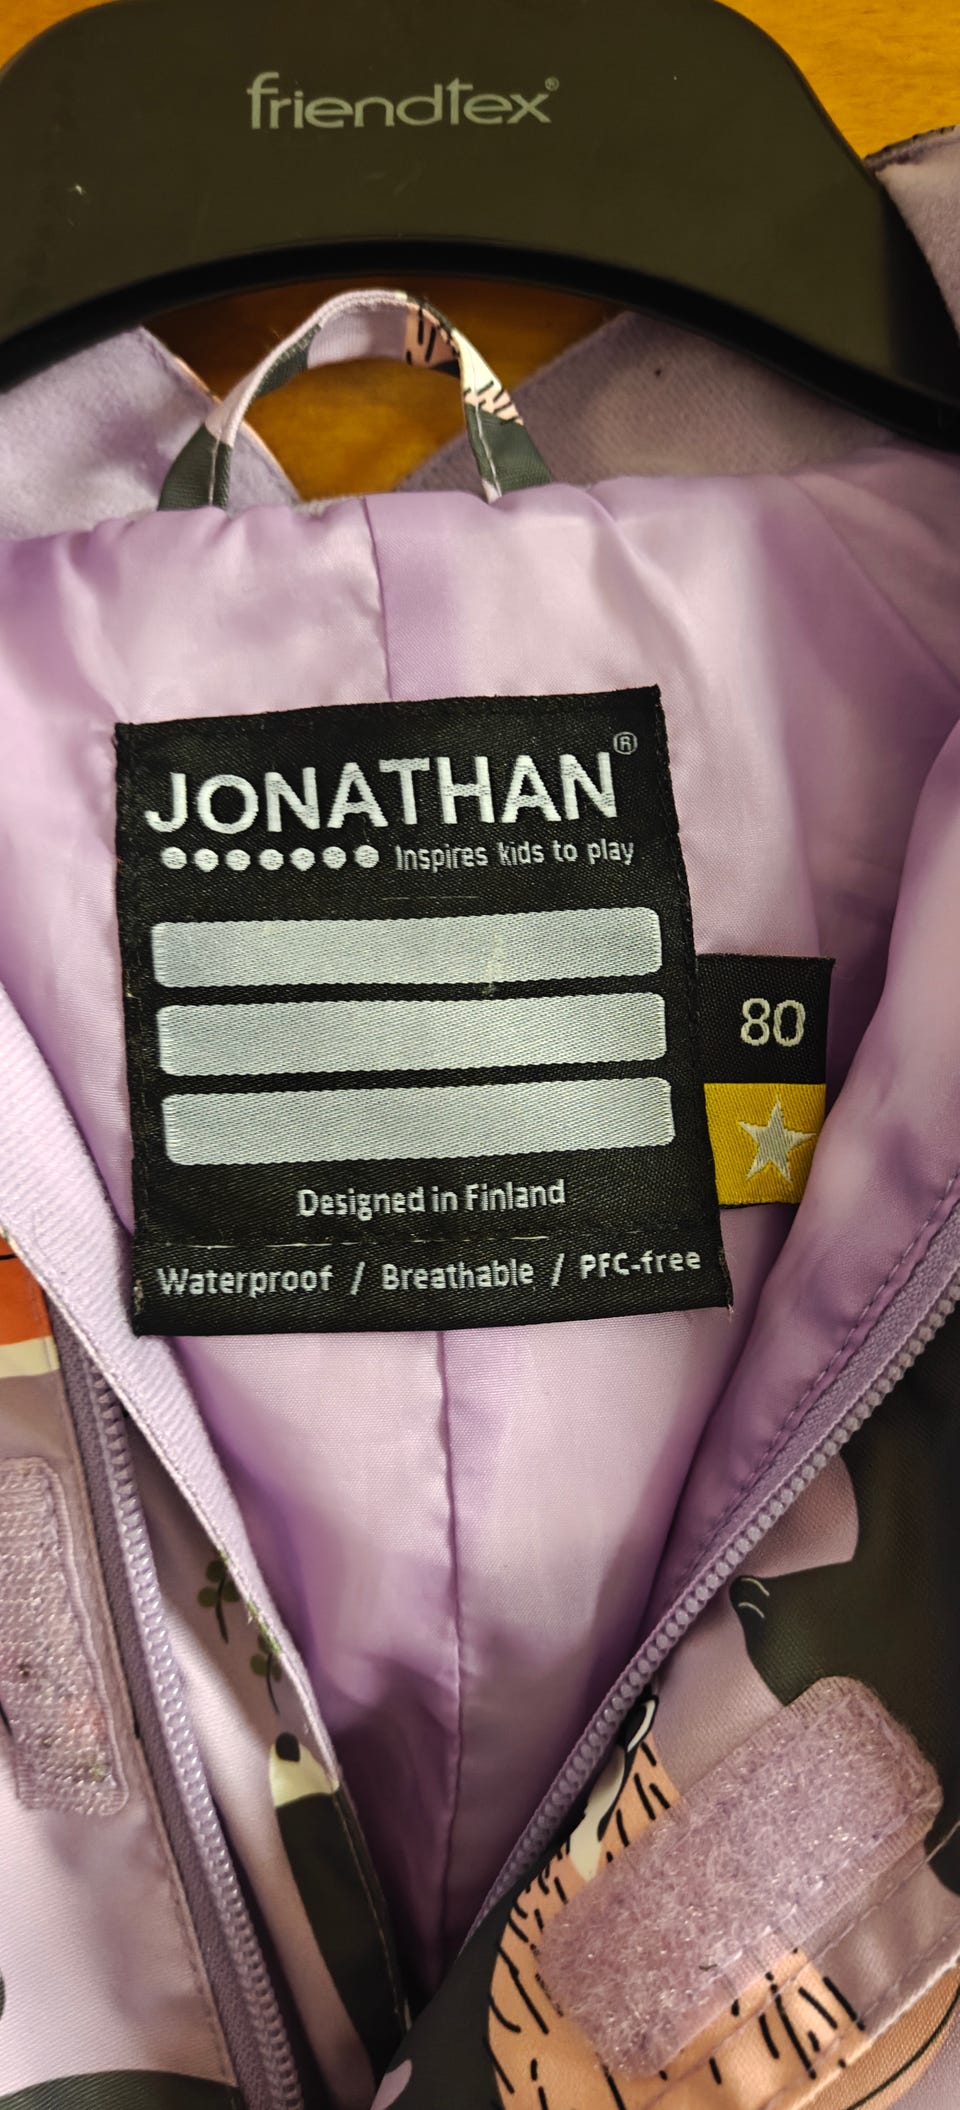 friendtex®
JONATHAN®
Inspires kids to play
80
Designed in Finland
Waterproof / Breathable / PFC-free